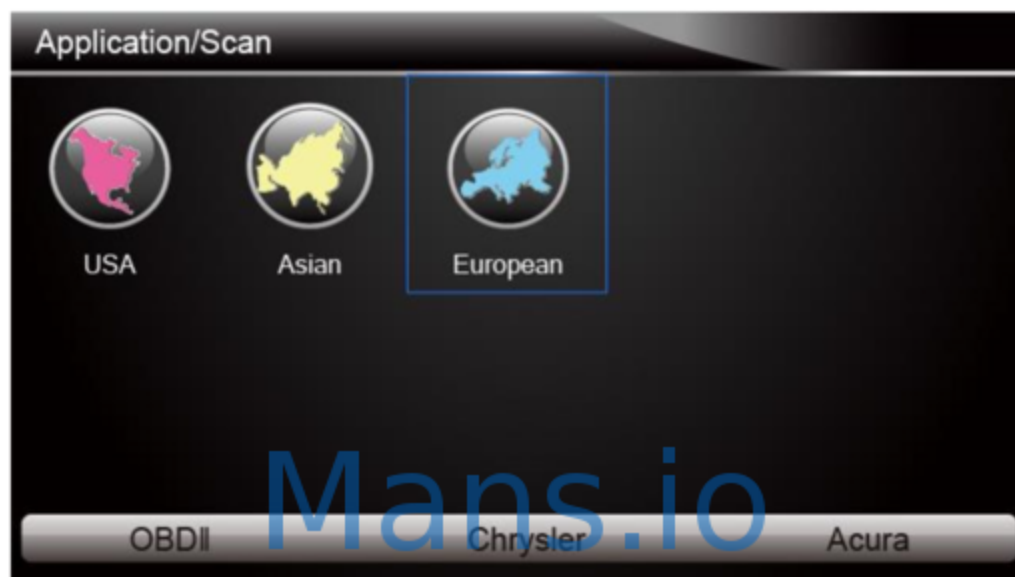 Application/Scan
USA Asian European
Mans.io
OBDⅡ Chrysler Acura